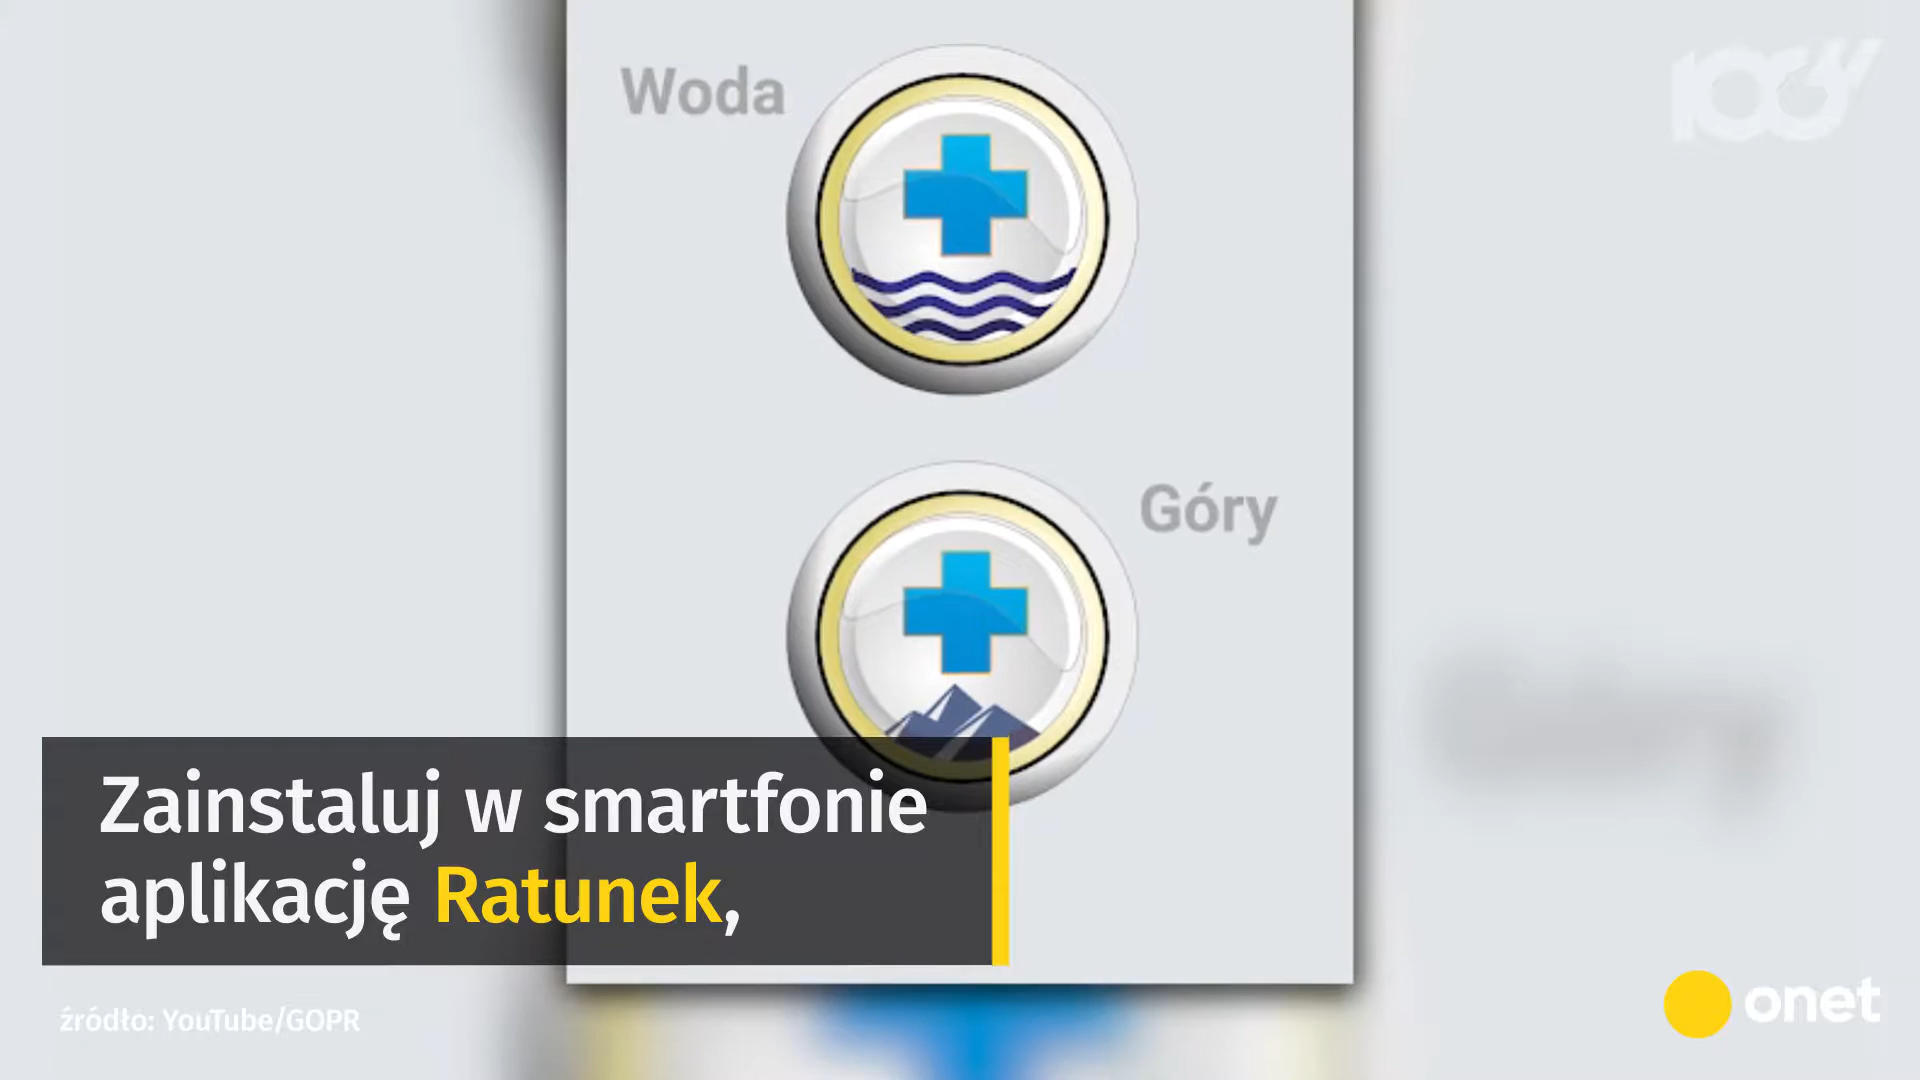 Woda
Góry
Zainstaluj w smartfonie
aplikację Ratunek,
źródło: YouTube/GOPR
onet